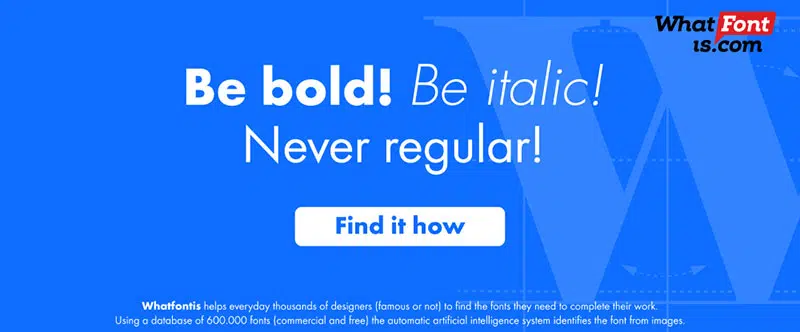 What Font
is.com
Be bold! Be italic!
Never regular!
Find it how
Whatfontis helps everyday thousands of designers (famous or not) to find the fonts they need to complete their work.
Using a database of 600.000 fonts (commercial and free) the automatic artificial intelligence system identifies the font from images.